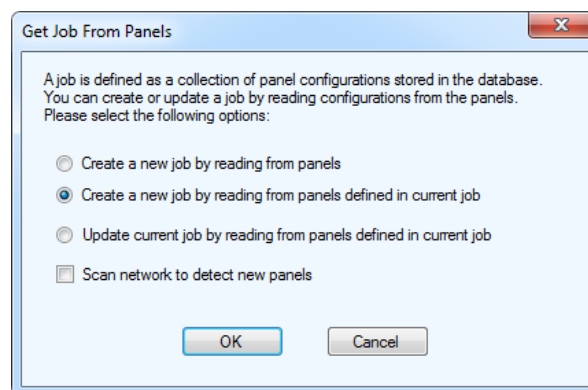 Get Job From Panels
A job is defined as a collection of panel configurations stored in the database.
You can create or update a job by reading configurations from the panels.
Please select the following options:
Create a new job by reading from panels
Create a new job by reading from panels defined in current job
Update current job by reading from panels defined in current job
Scan network to detect new panels
OK
Cancel